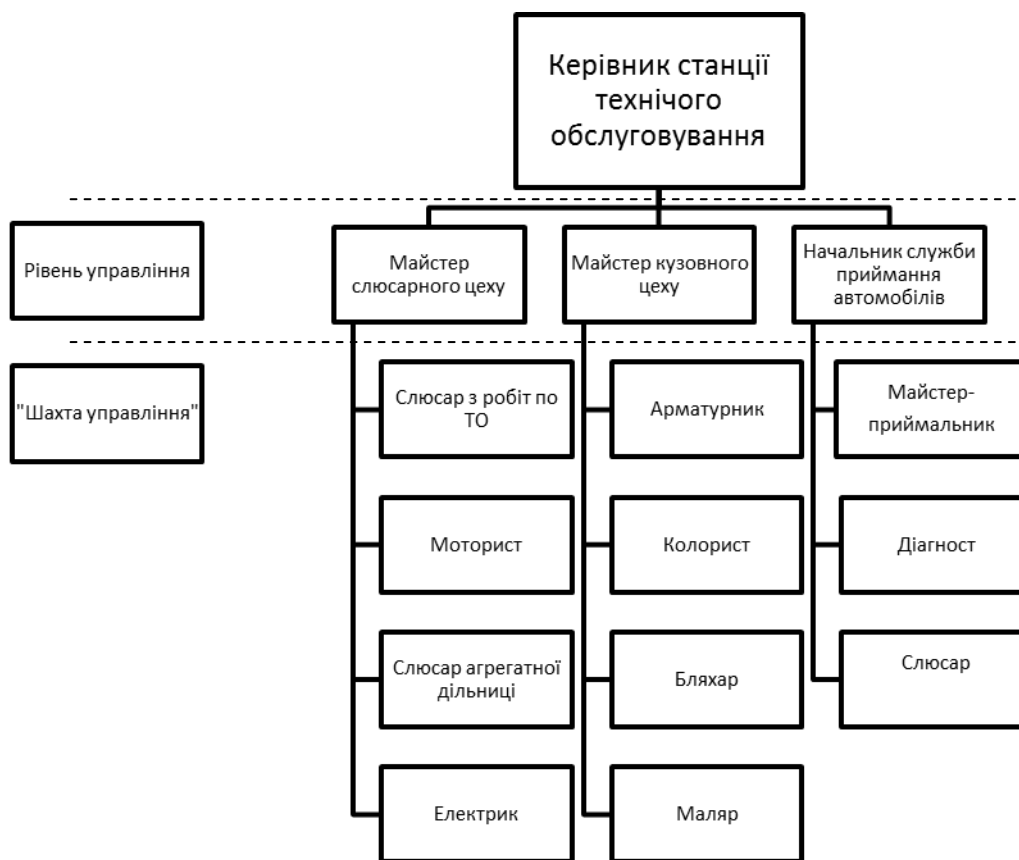 Керівник станції
технічого
обслуговування
Рівень управління
Майстер
слюсарного цеху
Майстер кузовного
цеху
Начальник служби
приймання
автомобілів
"Шахта управління"
Слюсар з робіт по
ТО
Арматурник
Майстер-
приймальник
Моторист
Колорист
Діагност
Слюсар агрегатної
дільниці
Бляхар
Слюсар
Електрик
Маляр